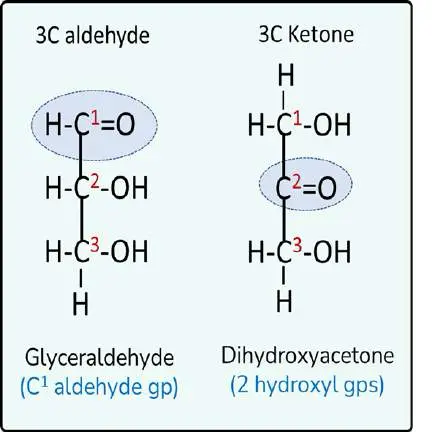 3C aldehyde
H-C¹=O
H-C²-OH
H-C³-OH
H
Glyceraldehyde
(C¹ aldehyde gp)
3C Ketone
H
H-C¹-OH
C²=O
H-C³-OH
H
Dihydroxyacetone
(2 hydroxyl gps)